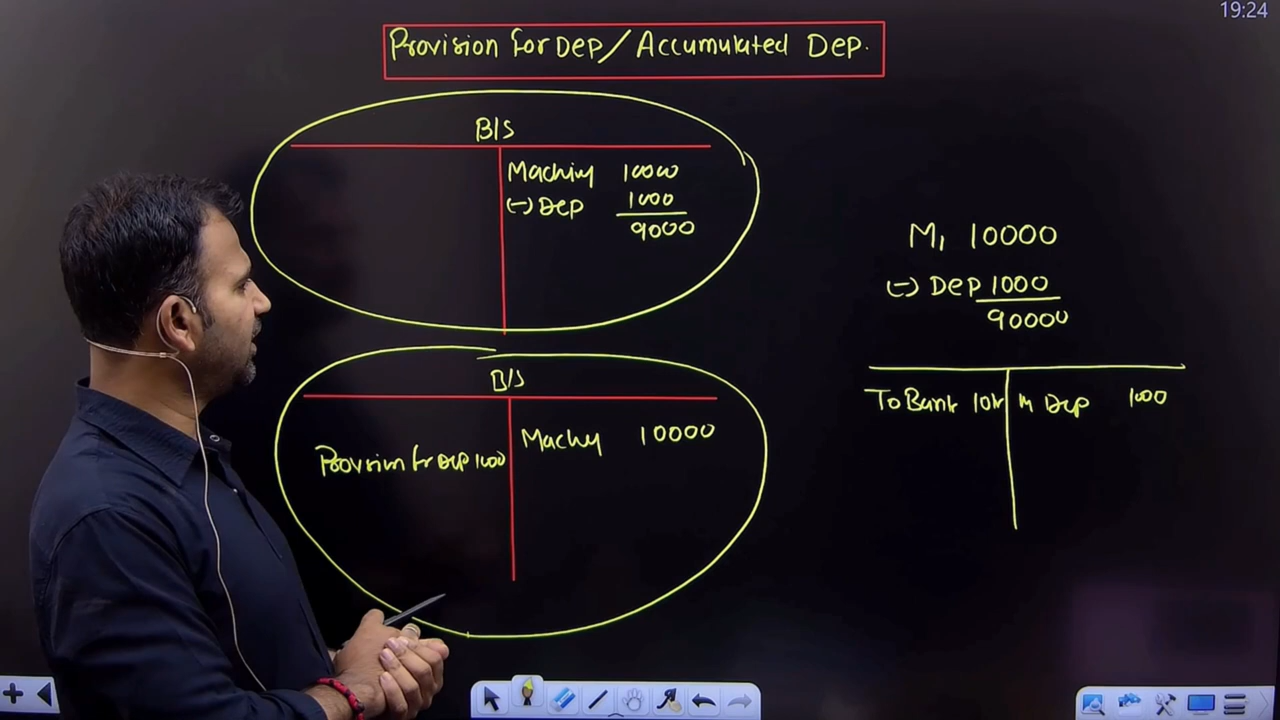 19:24
Provision for Dep / Accumulated Dep.
B/S
Machiny 10000
(-) Dep 1000
9000
B/S
Provision for Dep 1000
Machy 10000
M, 10000
(-) Dep 1000
90000
To Bank 10k
Dep 1000